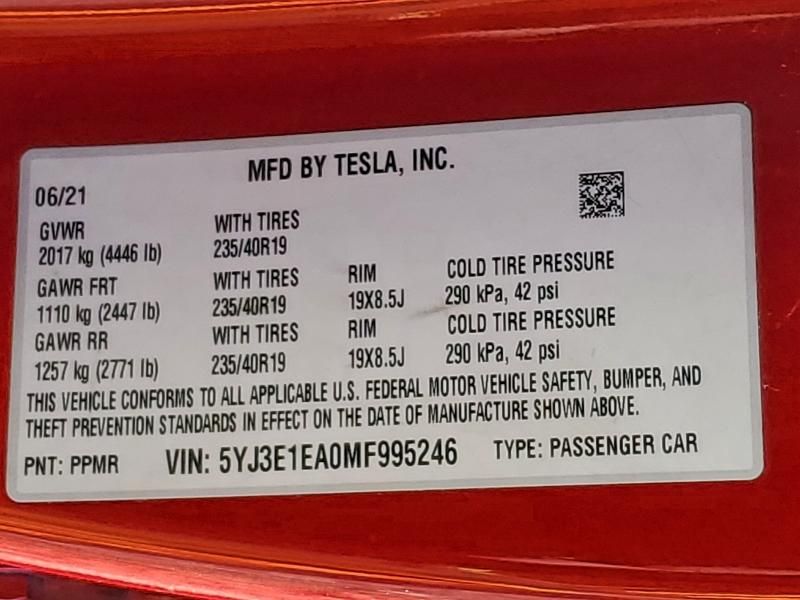 MFD BY TESLA, INC.
06/21
GVWR WITH TIRES
2017 kg (4446 lb) 235/40R19
GAWR FRT WITH TIRES RIM COLD TIRE PRESSURE
1110 kg (2447 lb) 235/40R19 19X8.5J 290 kPa, 42 psi
GAWR RR WITH TIRES RIM COLD TIRE PRESSURE
1257 kg (2771 lb) 235/40R19 19X8.5J 290 kPa, 42 psi
THIS VEHICLE CONFORMS TO ALL APPLICABLE U.S. FEDERAL MOTOR VEHICLE SAFETY, BUMPER, AND
THEFT PREVENTION STANDARDS IN EFFECT ON THE DATE OF MANUFACTURE SHOWN ABOVE.
PNT: PPMR VIN: 5YJ3E1EA0MF995246 TYPE: PASSENGER CAR